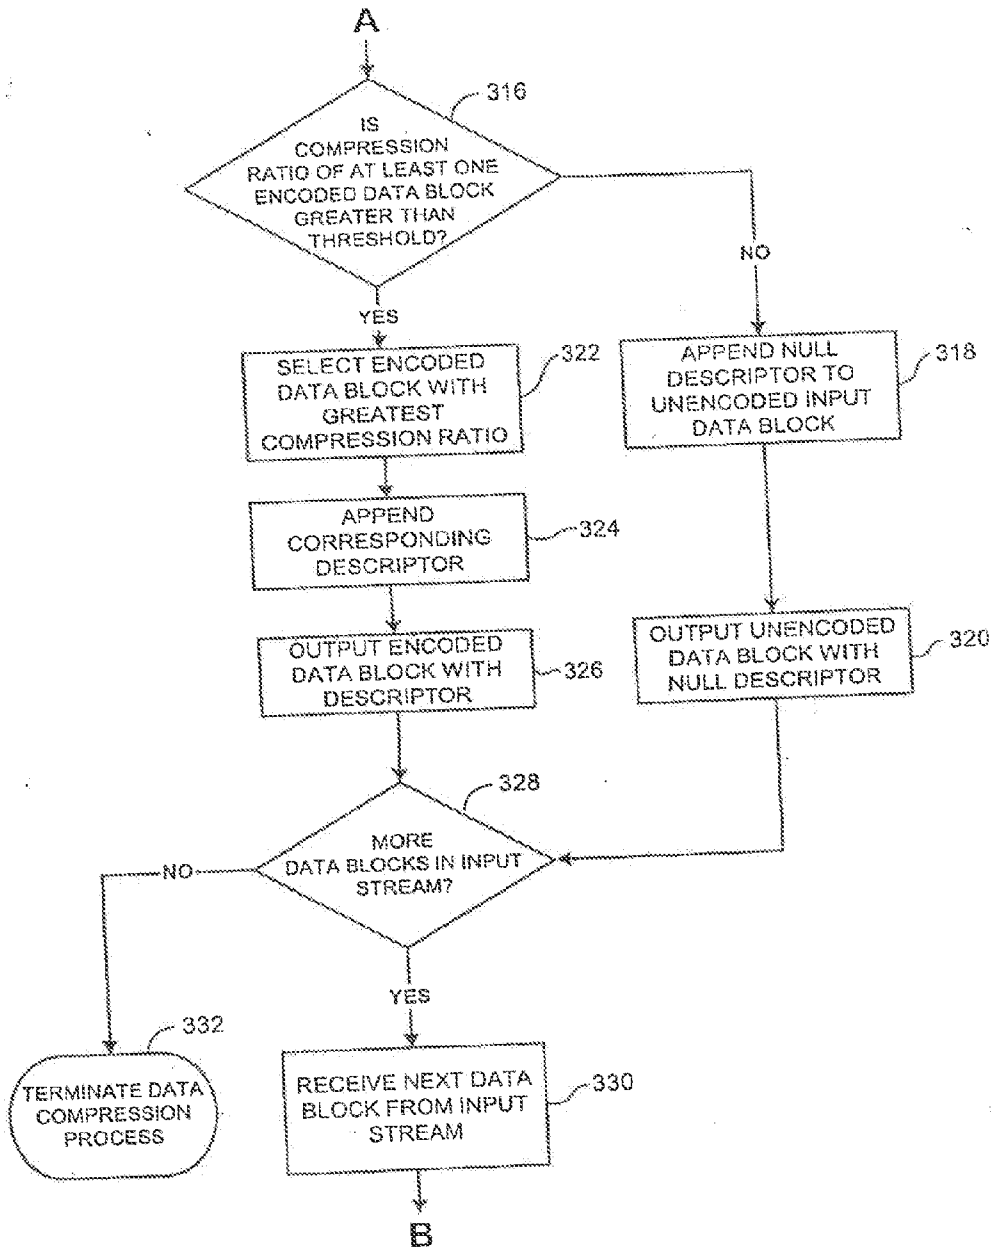 A
316
IS
COMPRESSION
RATIO OF AT LEAST ONE
ENCODED DATA BLOCK
GREATER THAN
THRESHOLD?
NO
YES
SELECT ENCODED
DATA BLOCK WITH
GREATEST
COMPRESSION RATIO
322
APPEND NULL
DESCRIPTOR TO
UNENCODED INPUT
DATA BLOCK
318
APPEND
CORRESPONDING
DESCRIPTOR
324
OUTPUT ENCODED
DATA BLOCK WITH
DESCRIPTOR
326
OUTPUT UNENCODED
DATA BLOCK WITH
NULL DESCRIPTOR
320
328
MORE
DATA BLOCKS IN INPUT
STREAM?
NO
YES
332
TERMINATE DATA
COMPRESSION
PROCESS
RECEIVE NEXT DATA
BLOCK FROM INPUT
STREAM
330
B